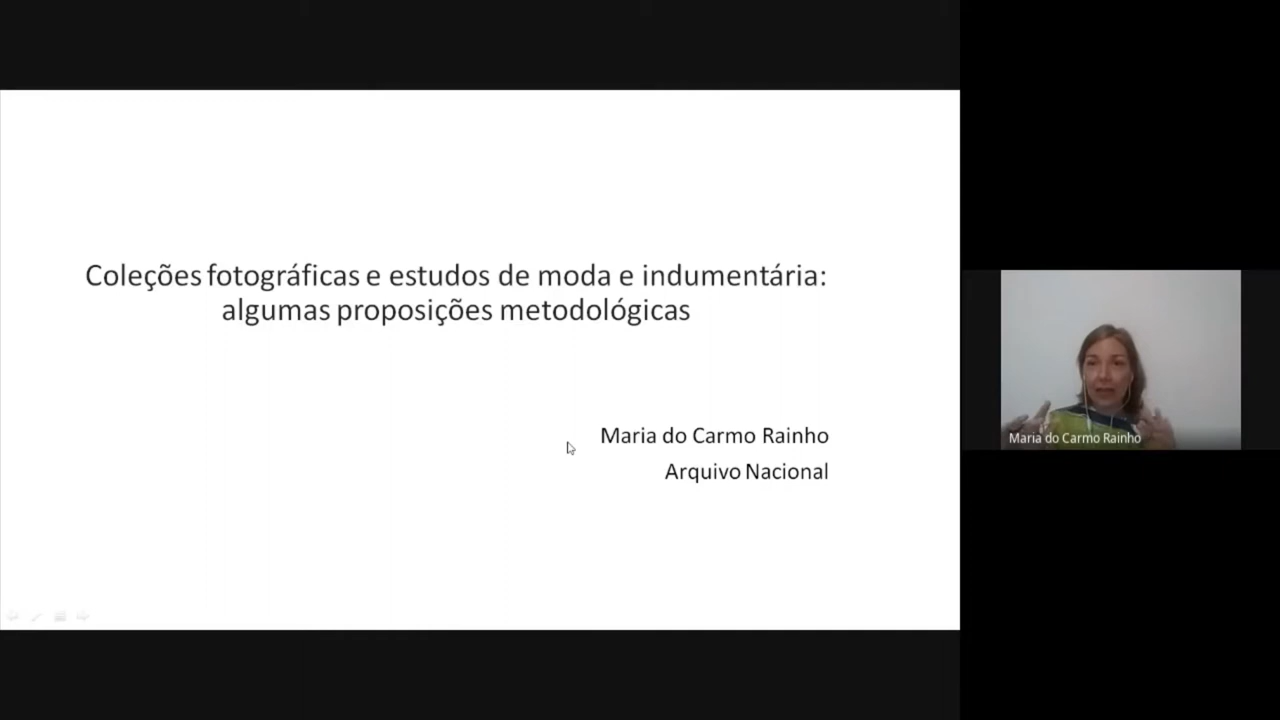 Coleções fotográficas e estudos de moda e indumentária:
algumas proposições metodológicas
Maria do Carmo Rainho
Arquivo Nacional
Maria do Carmo Rainho